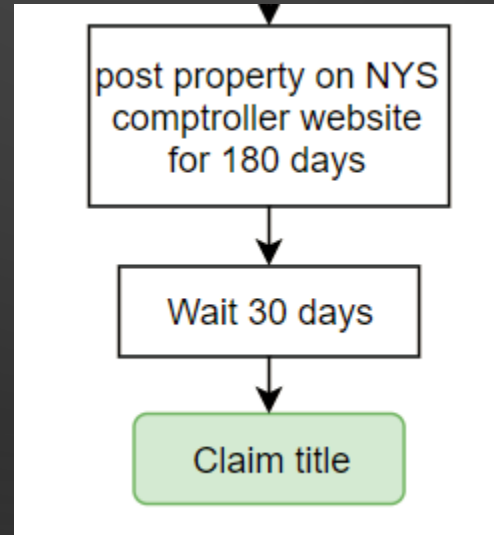 post property on NYS
comptroller website
for 180 days
Wait 30 days
Claim title